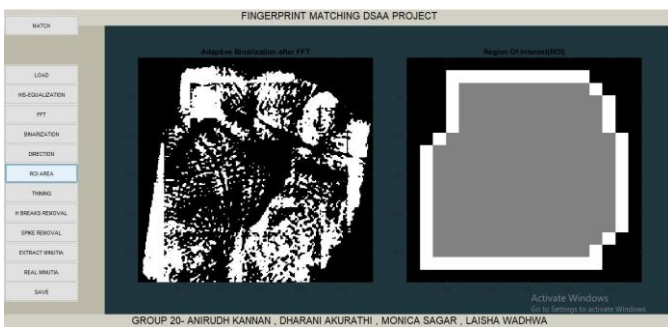 FINGERPRINT MATCHING DSAA PROJECT
MATCH
LOAD
HIS-EQUALIZATION
FFT
BINARIZATION
DIRECTION
ROI AREA
THINING
H BREAKS REMOVAL
SPIKE REMOVAL
EXTRACT MINUTIA
REAL MINUTIA
SAVE
Adaptive Binarization after FFT
Region Of Interest(ROI)
Activate Windows
Go to Settings to activate Windows.
GROUP 20- ANIRUDH KANNAN , DHARANI AKURATHI , MONICA SAGAR , LAISHA WADHWA